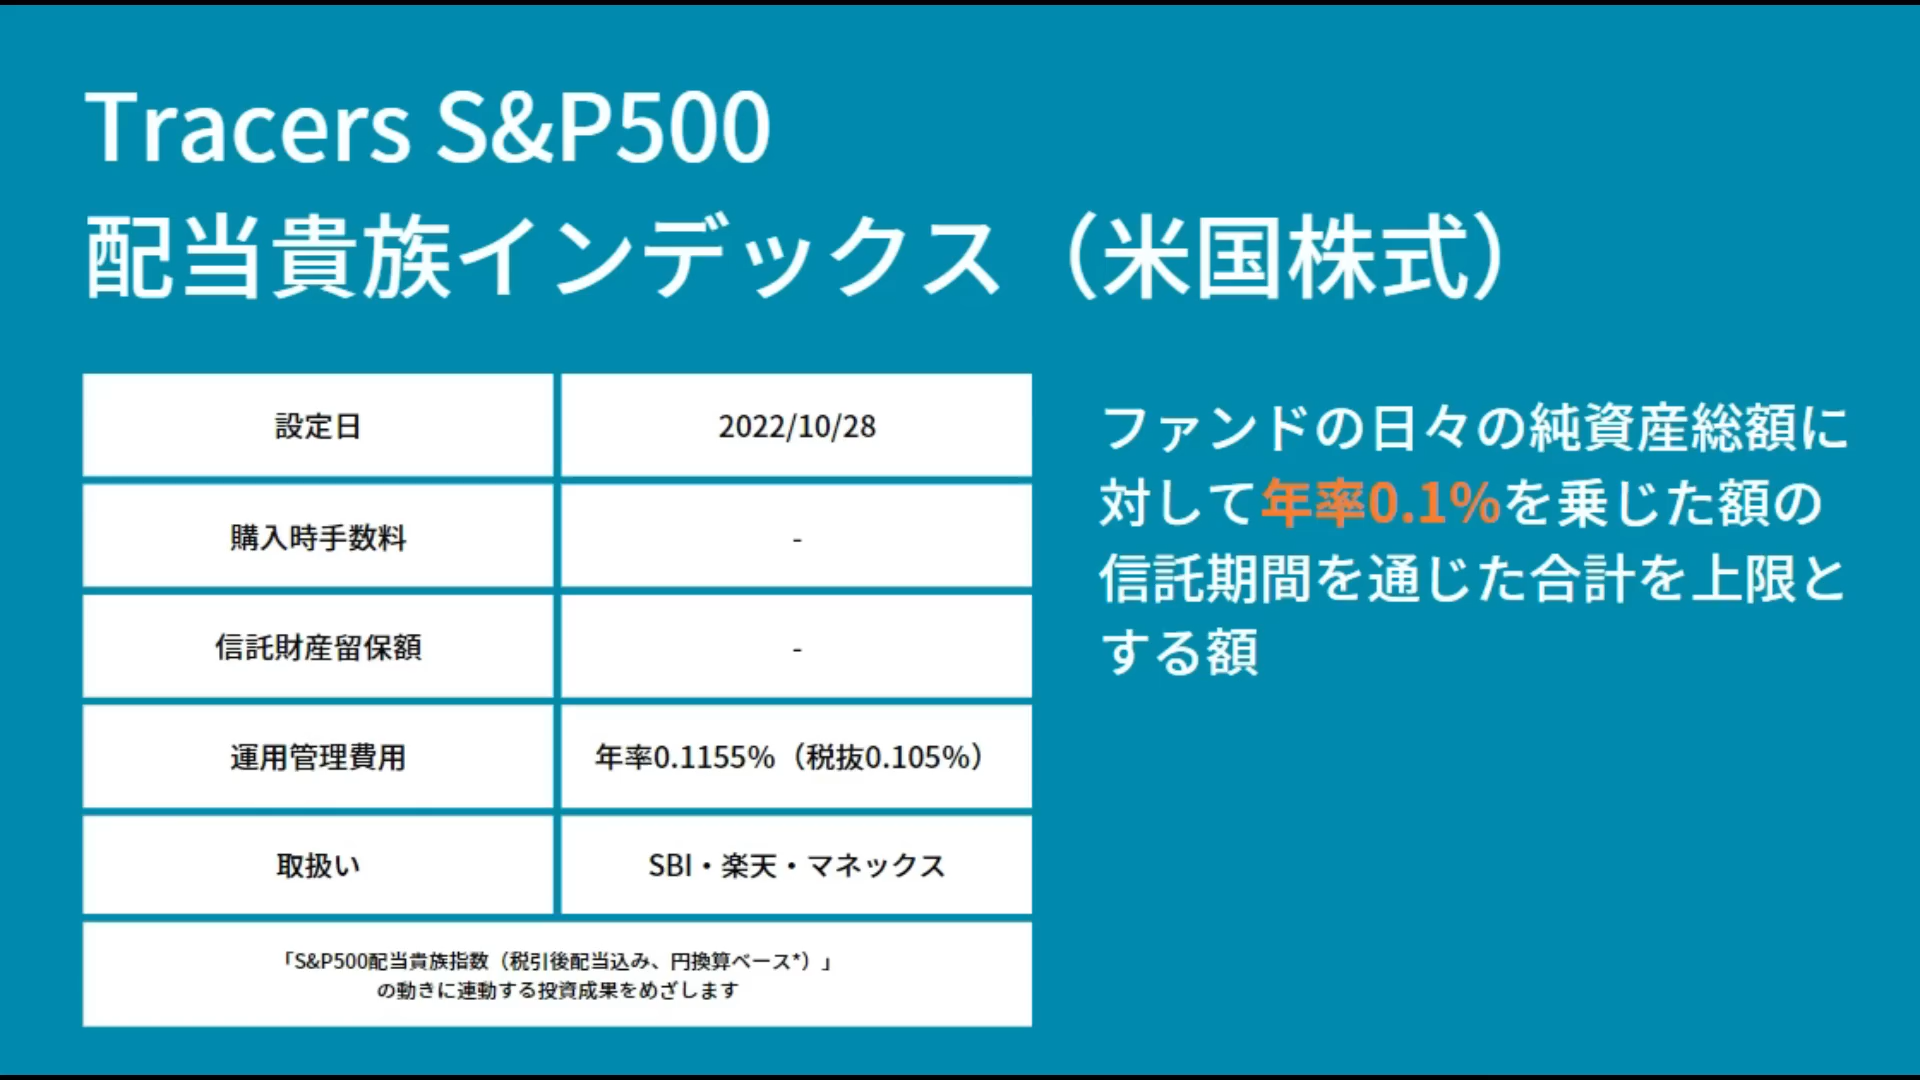 Tracers S&P500
配当貴族インデックス（米国株式）
設定日 2022/10/28
購入時手数料 -
信託財産留保額 -
運用管理費用 年率0.1155%（税抜0.105%）
取扱い SBI・楽天・マネックス
「S&P500配当貴族指数（税引後配当込み、円換算ベース*）」
の動きに連動する投資成果をめざします
ファンドの日々の純資産総額に
対して年率0.1%を乗じた額の
信託期間を通じた合計を上限と
する額